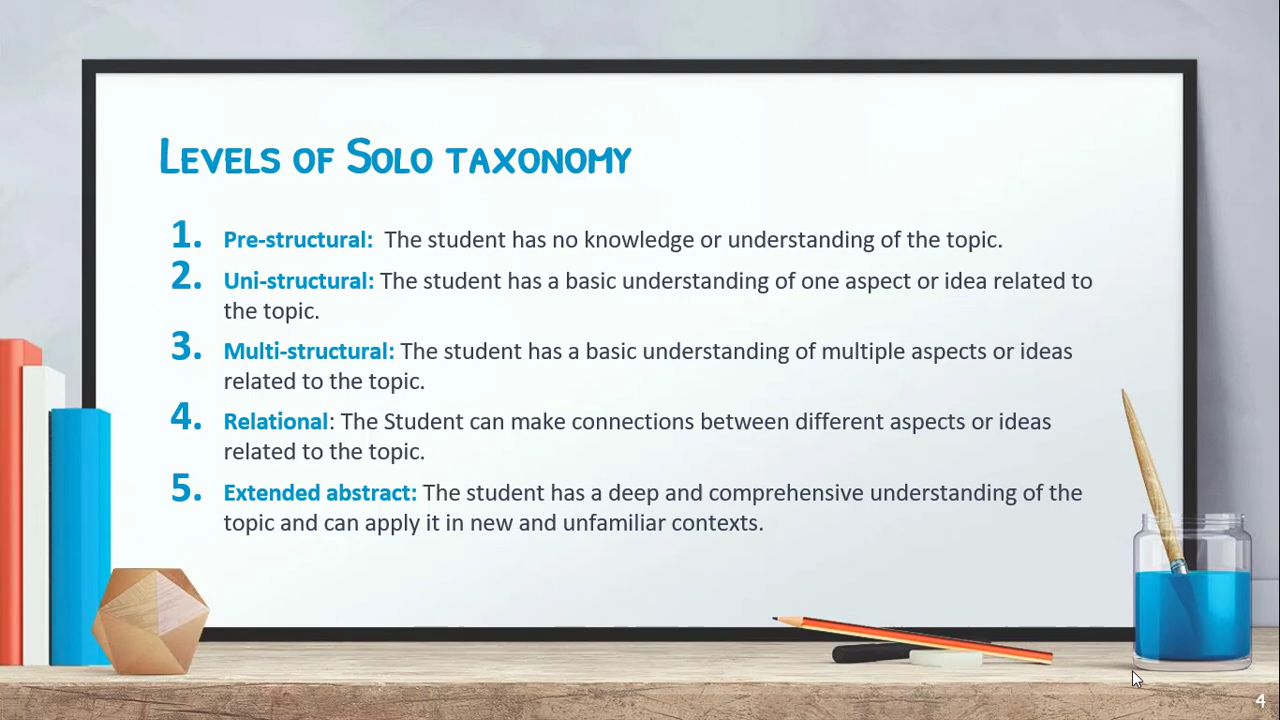 Levels of Solo taxonomy
1. Pre-structural: The student has no knowledge or understanding of the topic.
2. Uni-structural: The student has a basic understanding of one aspect or idea related to
the topic.
3. Multi-structural: The student has a basic understanding of multiple aspects or ideas
related to the topic.
4. Relational: The Student can make connections between different aspects or ideas
related to the topic.
5. Extended abstract: The student has a deep and comprehensive understanding of the
topic and can apply it in new and unfamiliar contexts.
4